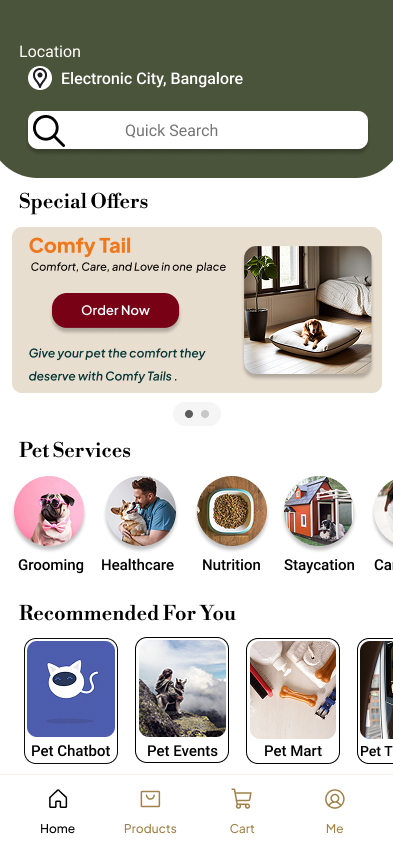 Location
Electronic City, Bangalore
Quick Search
Special Offers
Comfy Tail
Comfort, Care, and Love in one place
Order Now
Give your pet the comfort they
deserve with Comfy Tails .
Pet Services
Grooming Healthcare Nutrition Staycation Ca
Recommended For You
Pet Chatbot Pet Events Pet Mart Pet T
Home Products Cart Me